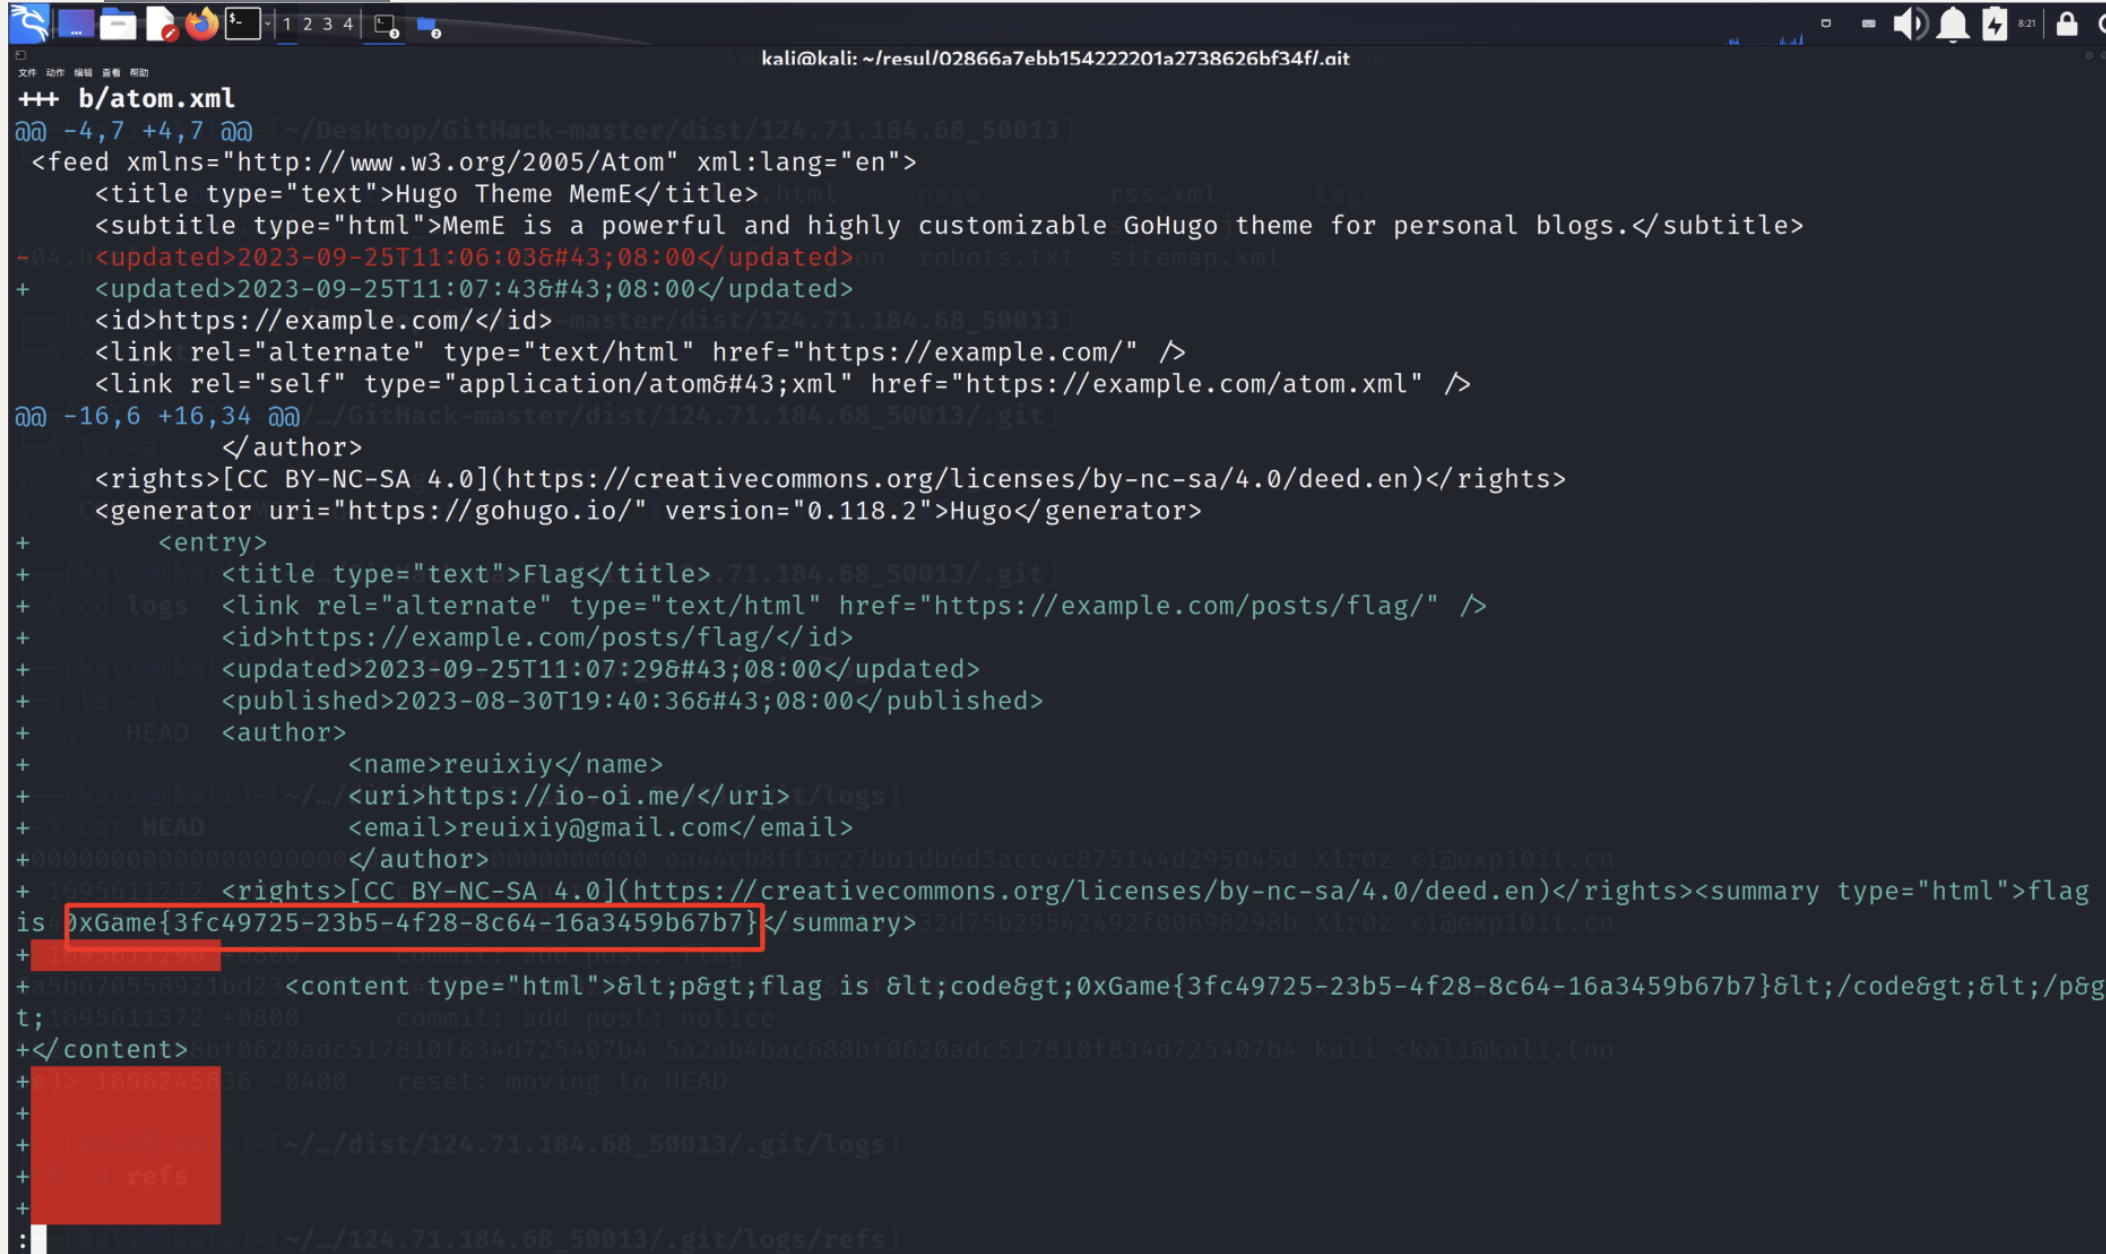 1 2 3 4
8:21
kali@kali: ~/resul/02866a7ebb154222201a2738626bf34f/.git
文件 动作 编辑 查看 帮助
+++ b/atom.xml
@@ -4,7 +4,7 @@
 <feed xmlns="http://www.w3.org/2005/Atom" xml:lang="en">
     <title type="text">Hugo Theme MemE</title>
     <subtitle type="html">MemE is a powerful and highly customizable GoHugo theme for personal blogs.</subtitle>
-    <updated>2023-09-25T11:06:03&#43;08:00</updated>
+    <updated>2023-09-25T11:07:43&#43;08:00</updated>
     <id>https://example.com/</id>
     <link rel="alternate" type="text/html" href="https://example.com/" />
     <link rel="self" type="application/atom&#43;xml" href="https://example.com/atom.xml" />
@@ -16,6 +16,34 @@
             </author>
     <rights>[CC BY-NC-SA 4.0](https://creativecommons.org/licenses/by-nc-sa/4.0/deed.en)</rights>
     <generator uri="https://gohugo.io/" version="0.118.2">Hugo</generator>
+        <entry>
+            <title type="text">Flag</title>
+            <link rel="alternate" type="text/html" href="https://example.com/posts/flag/" />
+            <id>https://example.com/posts/flag/</id>
+            <updated>2023-09-25T11:07:29&#43;08:00</updated>
+            <published>2023-08-30T19:40:36&#43;08:00</published>
+            <author>
+                    <name>reuixiy</name>
+                    <uri>https://io-oi.me/</uri>
+                    <email>reuixiy@gmail.com</email>
+                    </author>
+            <rights>[CC BY-NC-SA 4.0](https://creativecommons.org/licenses/by-nc-sa/4.0/deed.en)</rights><summary type="html">flag
is 0xGame{3fc49725-23b5-4f28-8c64-16a3459b67b7}</summary>
+
+                <content type="html">&lt;p&gt;flag is &lt;code&gt;0xGame{3fc49725-23b5-4f28-8c64-16a3459b67b7}&lt;/code&gt;&lt;/p&g
t;
+</content>
+
+
+
+
+
: